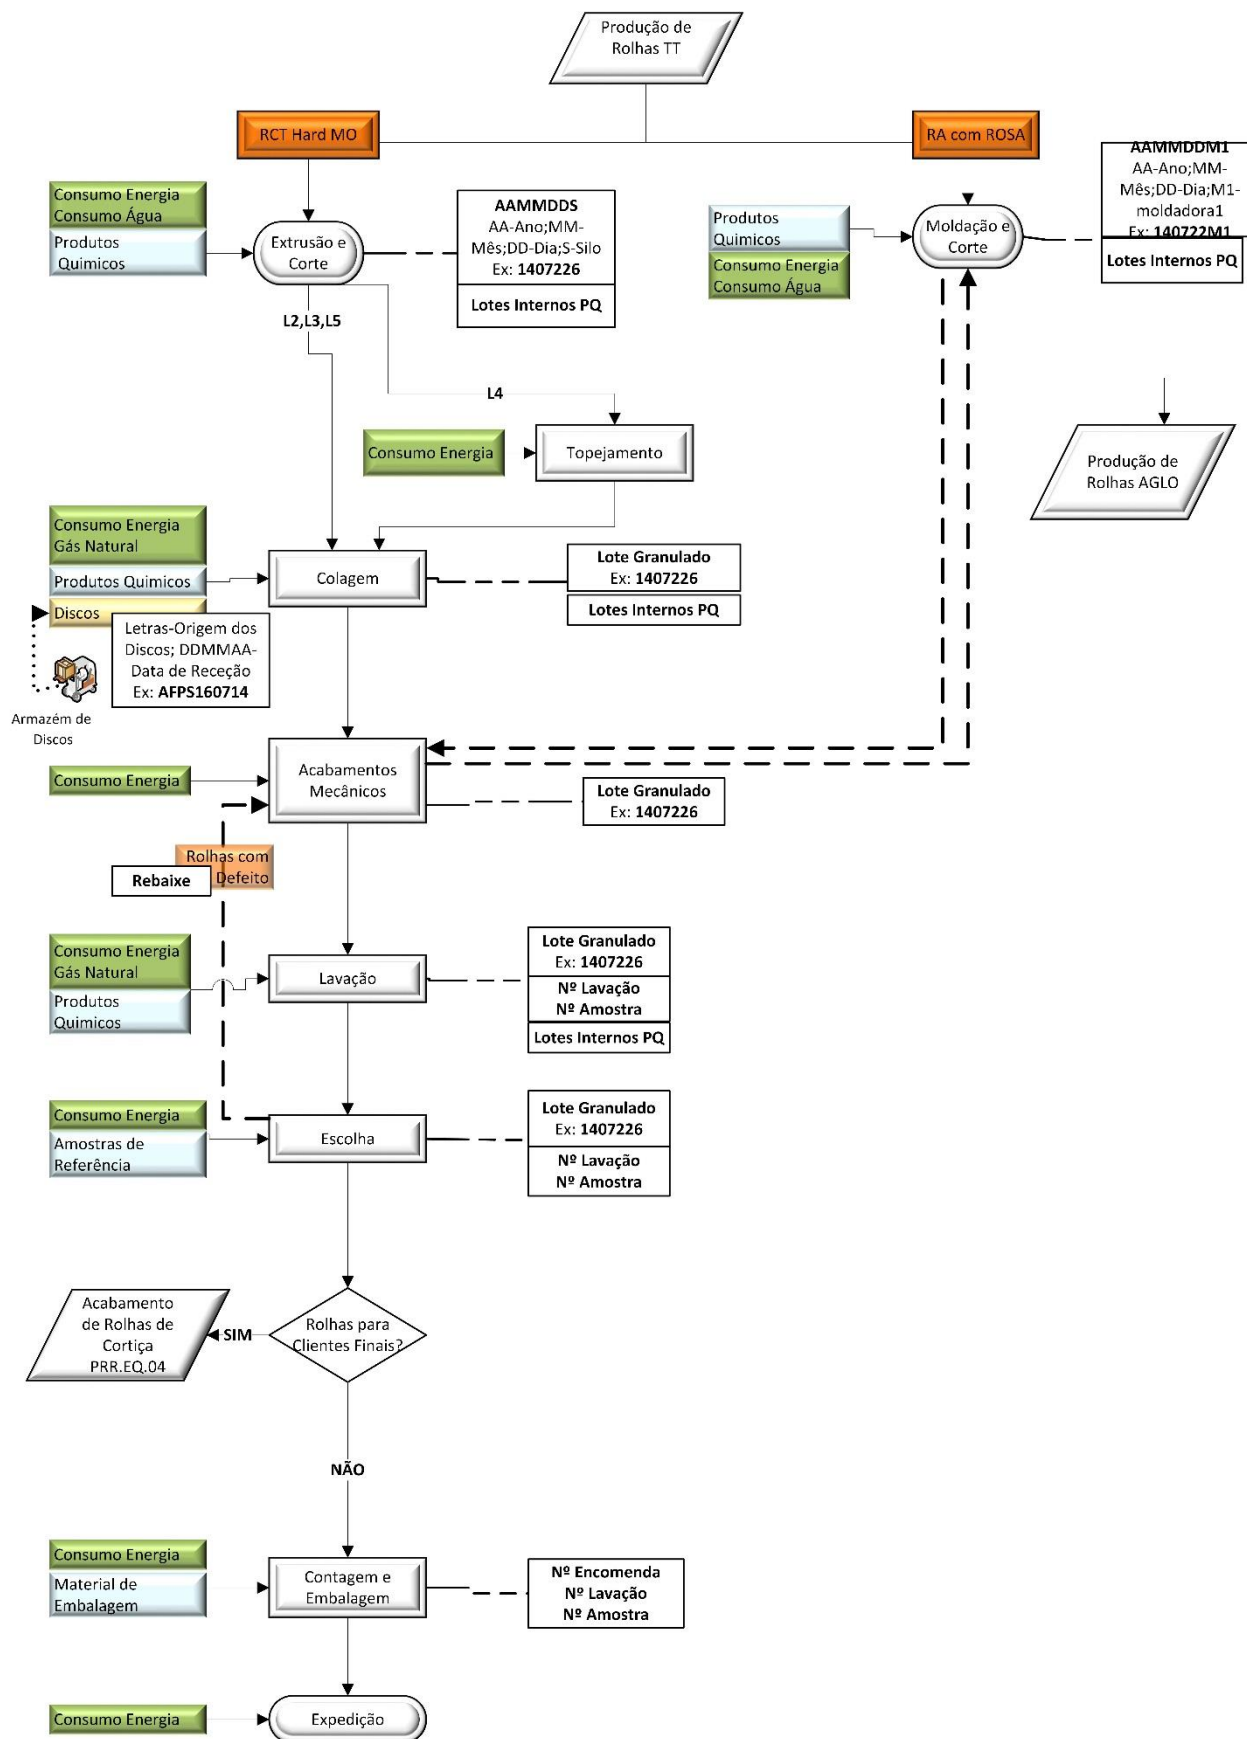 Produção de
Rolhas TT
RCT Hard MO
RA com ROSA
Consumo Energia
Consumo Água
Produtos
Quimicos
Extrusão e
Corte
AAMMDDS
AA-Ano;MM-
Mês;DD-Dia;S-Silo
Ex: 1407226
Lotes Internos PQ
Produtos
Quimicos
Consumo Energia
Consumo Água
Moldação e
Corte
AAMMDDM1
AA-Ano;MM-
Mês;DD-Dia;M1-
moldadora1
Ex: 140722M1
Lotes Internos PQ
L2,L3,L5
L4
Consumo Energia
Topejamento
Produção de
Rolhas AGLO
Consumo Energia
Gás Natural
Produtos Quimicos
Discos
Colagem
Lote Granulado
Ex: 1407226
Lotes Internos PQ
Letras-Origem dos
Discos; DDMMAA-
Data de Receção
Ex: AFPS160714
Armazém de
Discos
Consumo Energia
Acabamentos
Mecânicos
Lote Granulado
Ex: 1407226
Rolhas com
Defeito
Rebaixe
Consumo Energia
Gás Natural
Produtos
Quimicos
Lavação
Lote Granulado
Ex: 1407226
Nº Lavação
Nº Amostra
Lotes Internos PQ
Consumo Energia
Amostras de
Referência
Escolha
Lote Granulado
Ex: 1407226
Nº Lavação
Nº Amostra
Acabamento
de Rolhas de
Cortiça
PRR.EQ.04
SIM
Rolhas para
Clientes Finais?
NÃO
Consumo Energia
Material de
Embalagem
Contagem e
Embalagem
Nº Encomenda
Nº Lavação
Nº Amostra
Consumo Energia
Expedição